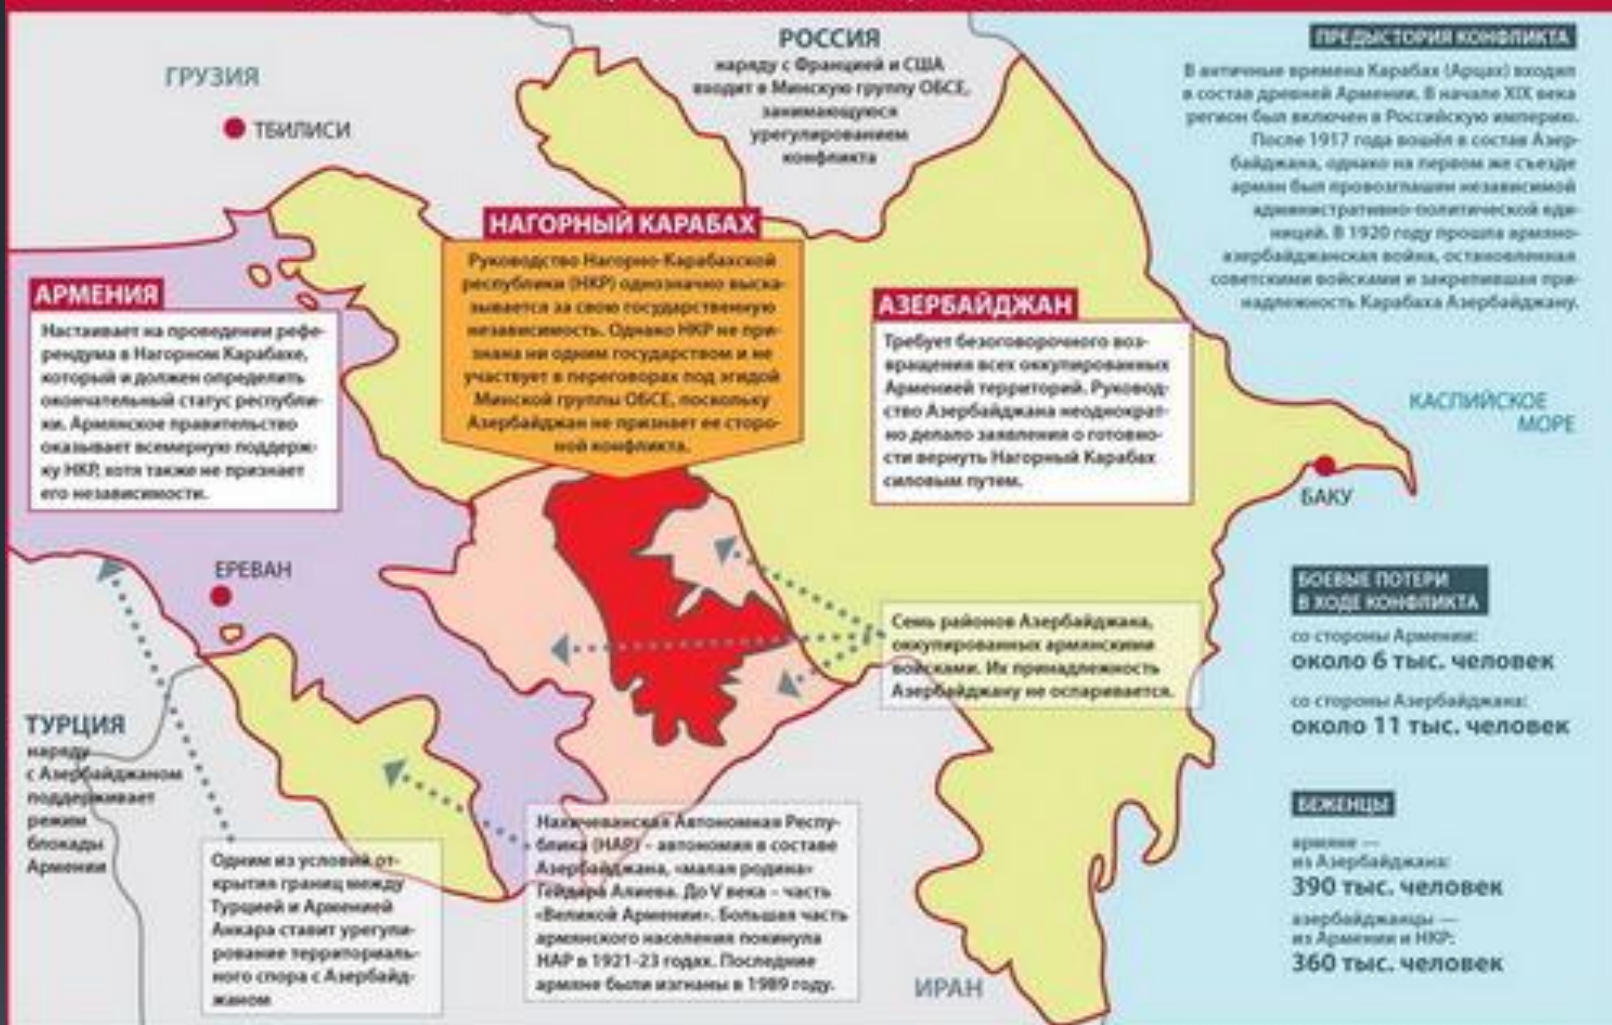 ГРУЗИЯ
ТБИЛИСИ
РОССИЯ
наряду с Францией и США
входит в Минскую группу ОБСЕ,
занимающуюся
урегулированием
конфликта
ПРЕДЫСТОРИЯ КОНФЛИКТА
В античные времена Карабах (Арцах) входил
в состав древней Армении. В начале XIX века
регион был включен в Российскую империю.
После 1917 года вошёл в состав Азер-
байджана, однако на первом же съезде
армян был провозглашен независимой
административно-политической еди-
ницей. В 1920 году прошла армяно-
азербайджанская война, остановленная
советскими войсками и закрепившая при-
надлежность Карабаха Азербайджану.
НАГОРНЫЙ КАРАБАХ
Руководство Нагорно-Карабахской
республики (НКР) однозначно выска-
зывается за свою государственную
независимость. Однако НКР не при-
знана ни одним государством и не
участвует в переговорах под эгидой
Минской группы ОБСЕ, поскольку
Азербайджан не признает ее сторо-
ной конфликта.
АРМЕНИЯ
Настаивает на проведении рефе-
рендума в Нагорном Карабахе,
который и должен определить
окончательный статус республи-
ки. Армянское правительство
оказывает всемерную поддерж-
ку НКР, хотя также не признает
его независимости.
АЗЕРБАЙДЖАН
Требует безоговорочного воз-
вращения всех оккупированных
Арменией территорий. Руковод-
ство Азербайджана неоднократ-
но делало заявления о готовно-
сти вернуть Нагорный Карабах
силовым путем.
КАСПИЙСКОЕ
МОРЕ
БАКУ
ЕРЕВАН
БОЕВЫЕ ПОТЕРИ
В ХОДЕ КОНФЛИКТА
со стороны Армении:
около 6 тыс. человек
со стороны Азербайджана:
около 11 тыс. человек
Семь районов Азербайджана,
оккупированных армянскими
войсками. Их принадлежность
Азербайджану не оспаривается.
ТУРЦИЯ
наряду
с Азербайджаном
поддерживает
режим
блокады
Армении
Одним из условий от-
крытия границ между
Турцией и Арменией
Анкара ставит урегули-
рование территориаль-
ного спора с Азербайд-
жаном
Нахичеванская Автономная Респу-
блика (НАР) – автономия в составе
Азербайджана, «малая родина»
Гейдара Алиева. До V века – часть
«Великой Армении». Большая часть
армянского населения покинула
НАР в 1921-23 годах. Последние
армяне были изгнаны в 1989 году.
ИРАН
БЕЖЕНЦЫ
армяне —
из Азербайджана:
390 тыс. человек
азербайджанцы —
из Армении и НКР:
360 тыс. человек